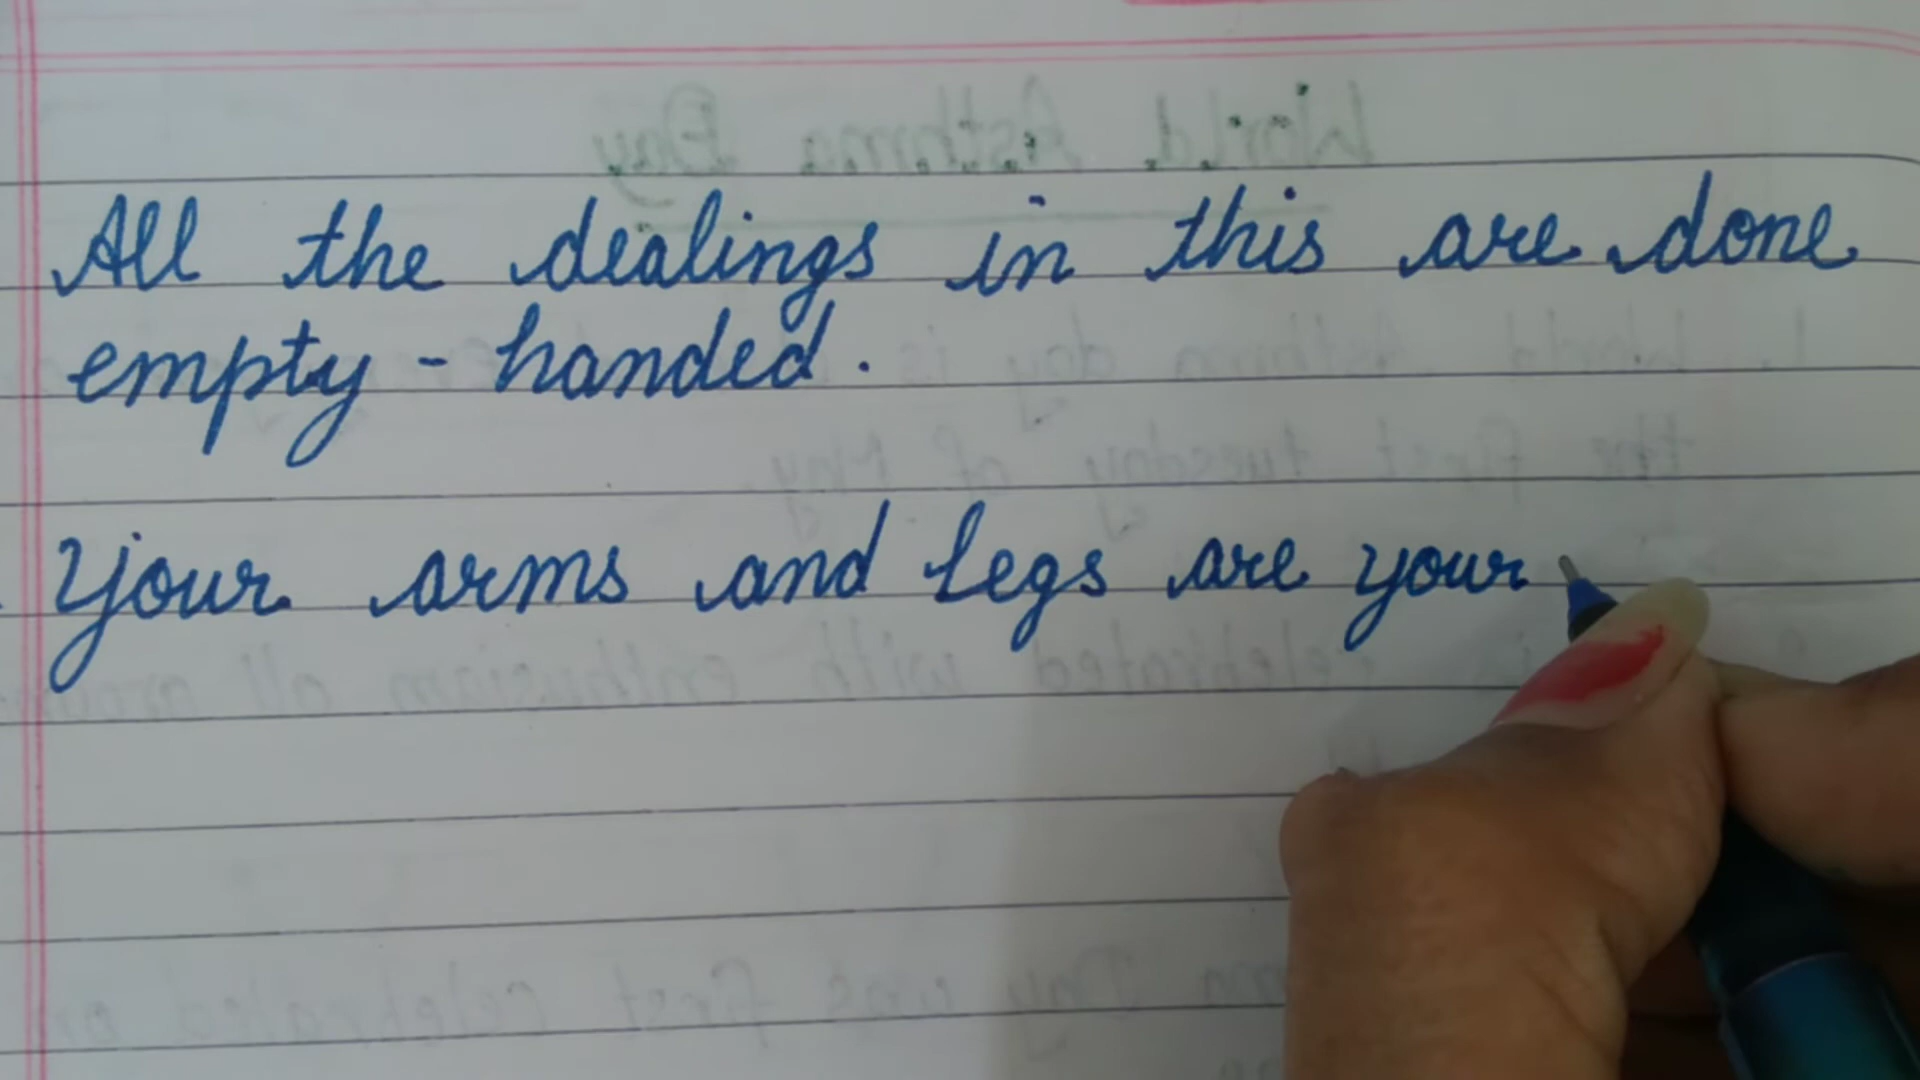 All the dealings in this are done
empty - handed.
Your arms and legs are your